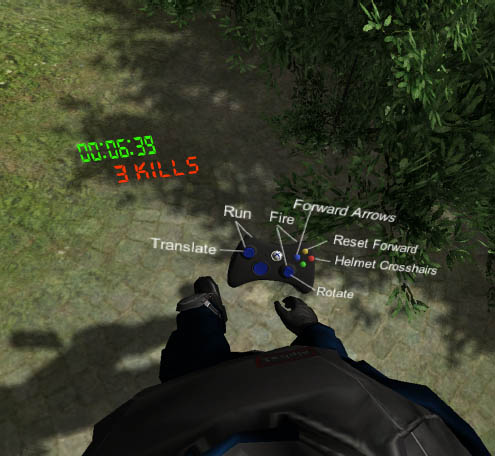 00:06:39
3 KILLS
Run
Fire
Forward Arrows
Translate
Reset Forward
Helmet Crosshairs
Rotate